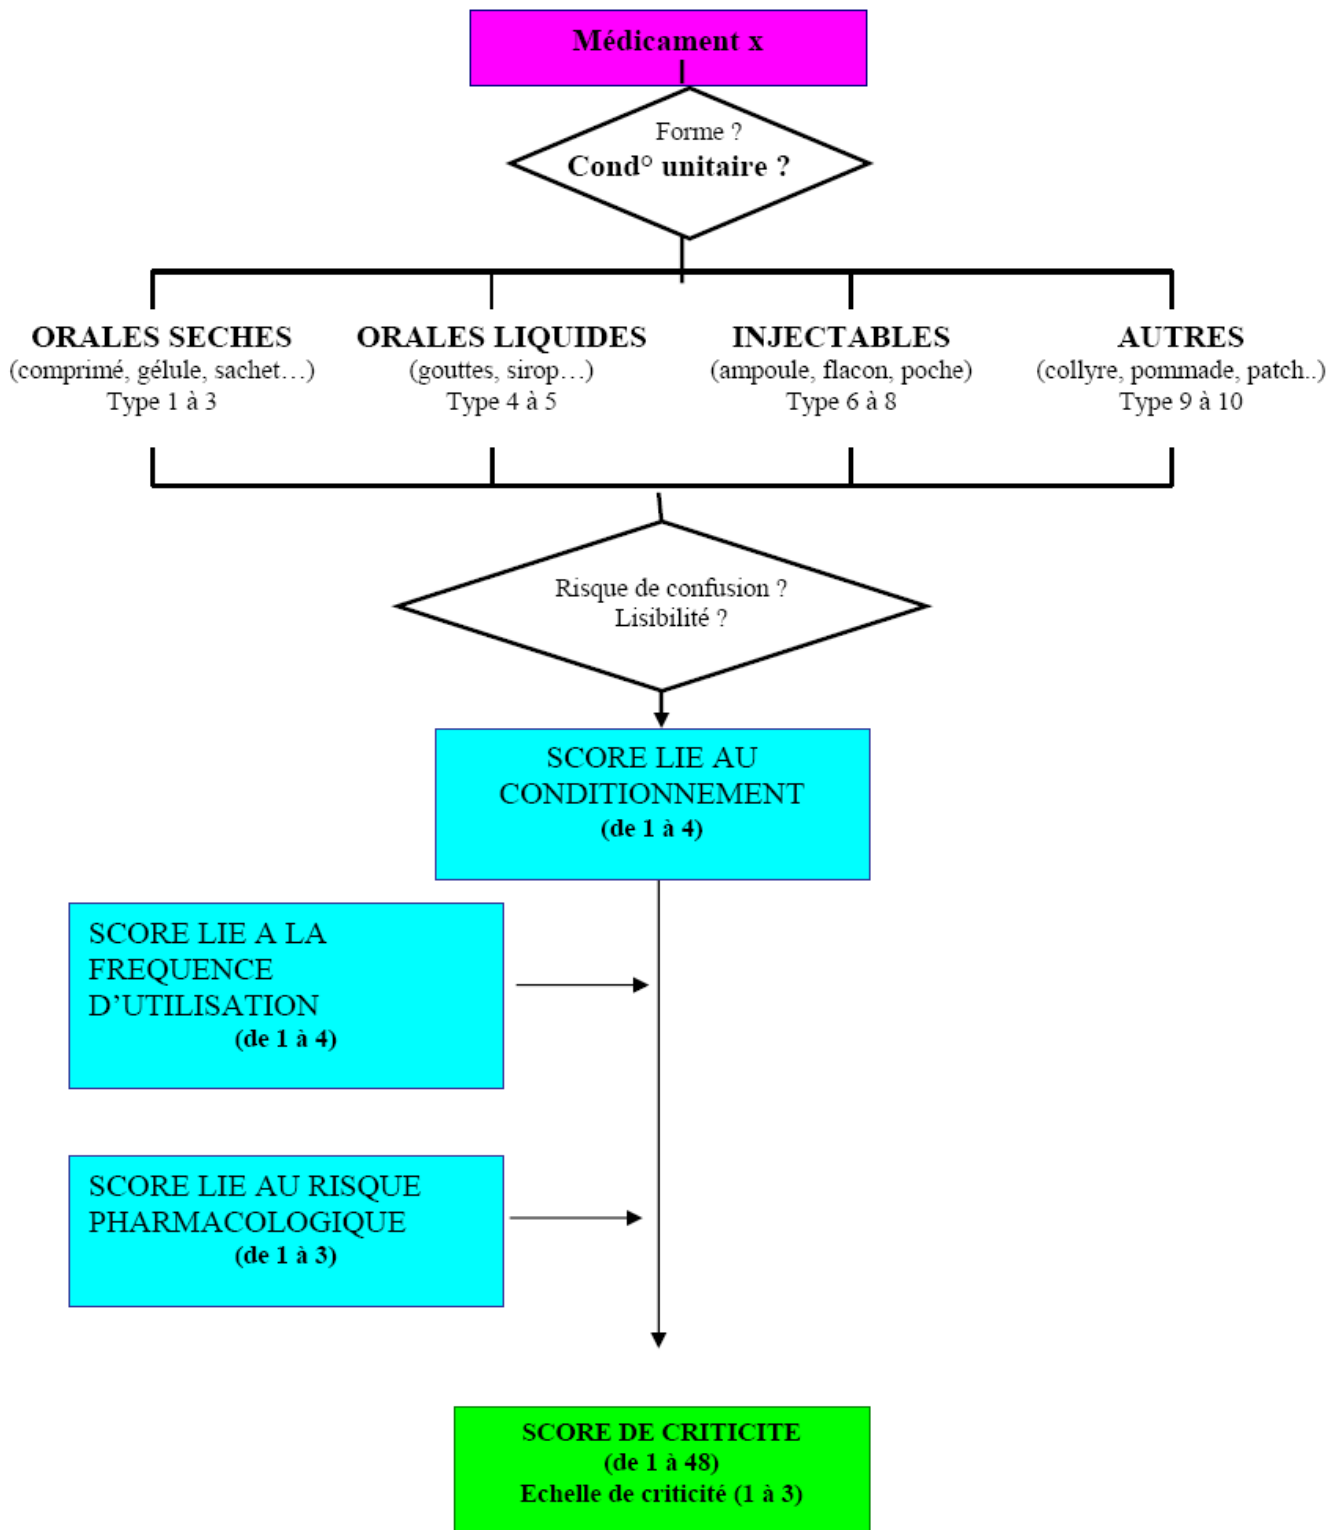 Médicament x
Forme ?
Cond° unitaire ?
ORALES SECHES
(comprimé, gélule, sachet…)
Type 1 à 3
ORALES LIQUIDES
(gouttes, sirop…)
Type 4 à 5
INJECTABLES
(ampoule, flacon, poche)
Type 6 à 8
AUTRES
(collyre, pommade, patch..)
Type 9 à 10
Risque de confusion ?
Lisibilité ?
SCORE LIE AU
CONDITIONNEMENT
(de 1 à 4)
SCORE LIE A LA
FREQUENCE
D’UTILISATION
(de 1 à 4)
SCORE LIE AU RISQUE
PHARMACOLOGIQUE
(de 1 à 3)
SCORE DE CRITICITE
(de 1 à 48)
Echelle de criticité (1 à 3)